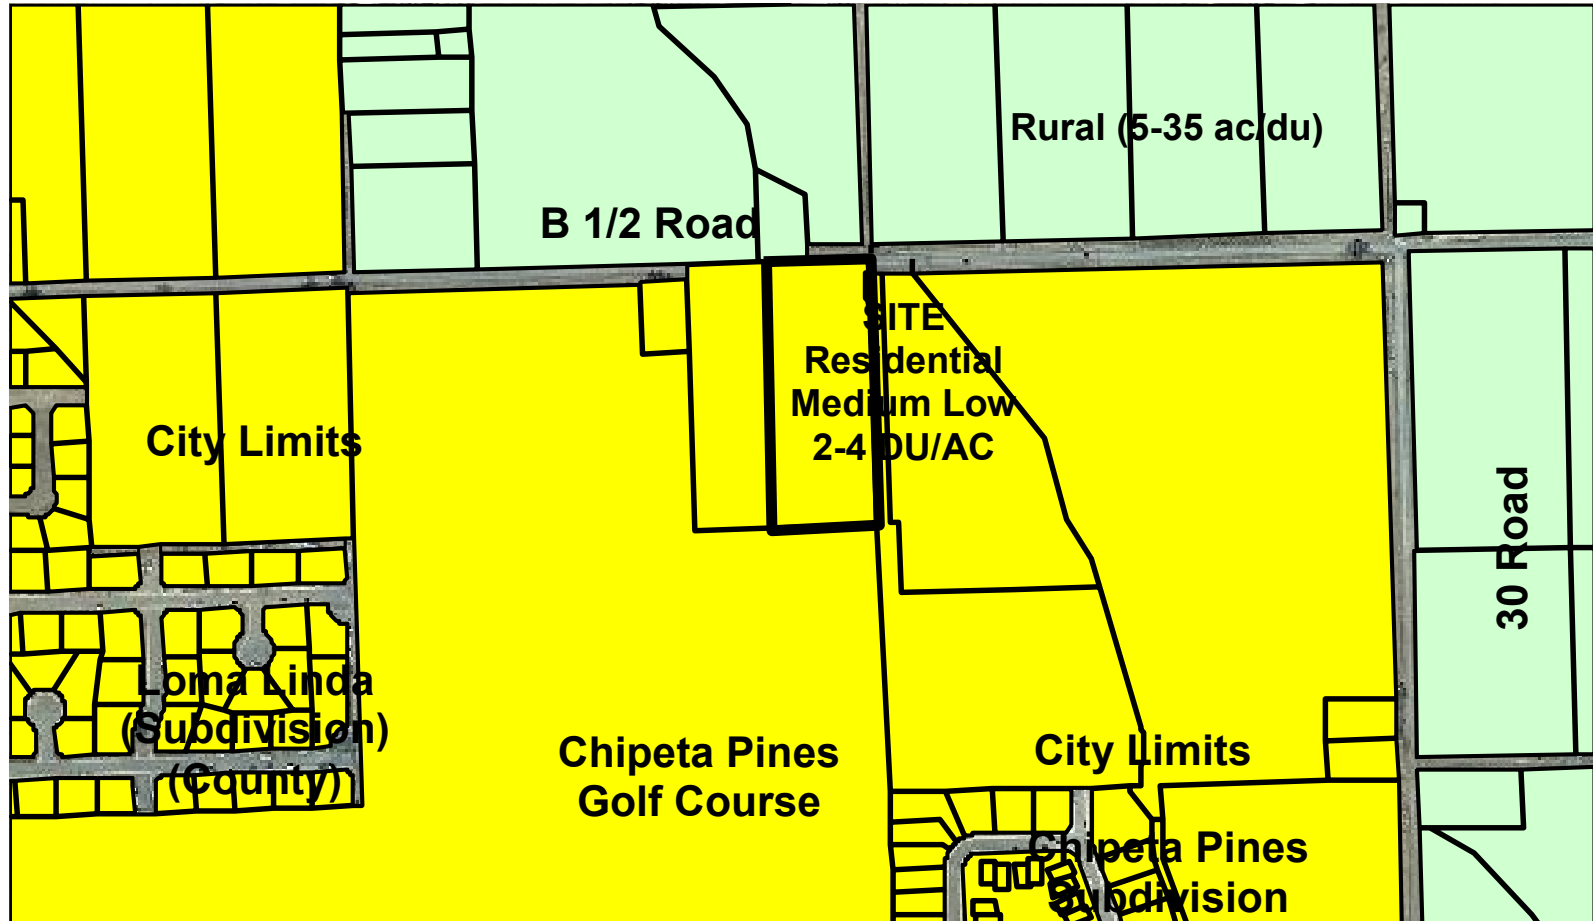 Rural (5-35 ac/du)
B 1/2 Road
SITE
Residential
Medium Low
2-4 DU/AC
City Limits
30 Road
Loma Linda
(Subdivision)
(County)
Chipeta Pines
Golf Course
City Limits
Chipeta Pines
Subdivision